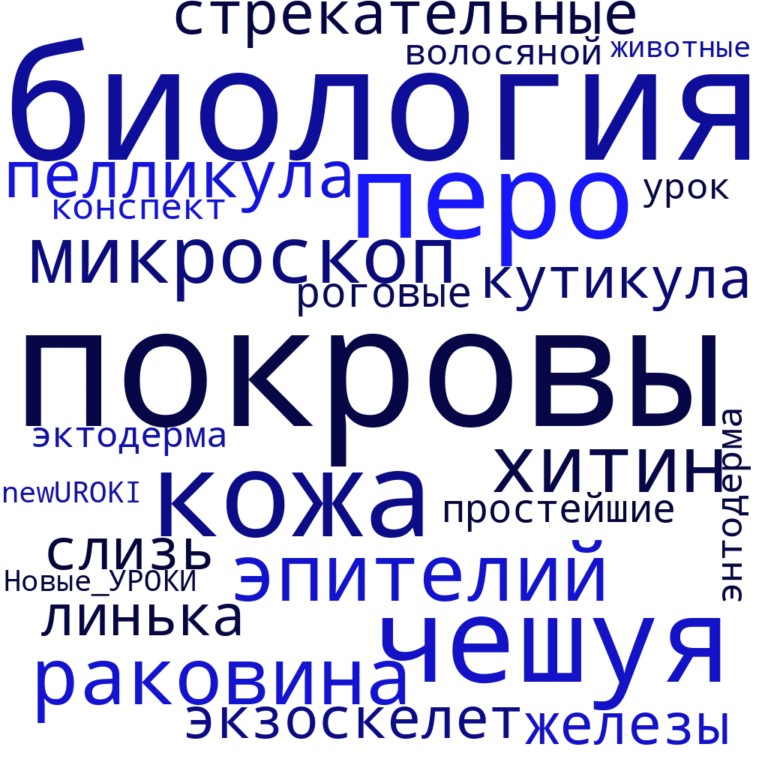 стрекательные
волосяной
животные
биология
пелликула
перо
урок
конспект
микроскоп
кутикула
роговые
покровы
эктодерма
хитин
энтодерма
newUROKI
кожа
простейшие
слизь
эпителий
Новые_УРОКИ
линька
чешуя
раковина
экзоскелет
железы